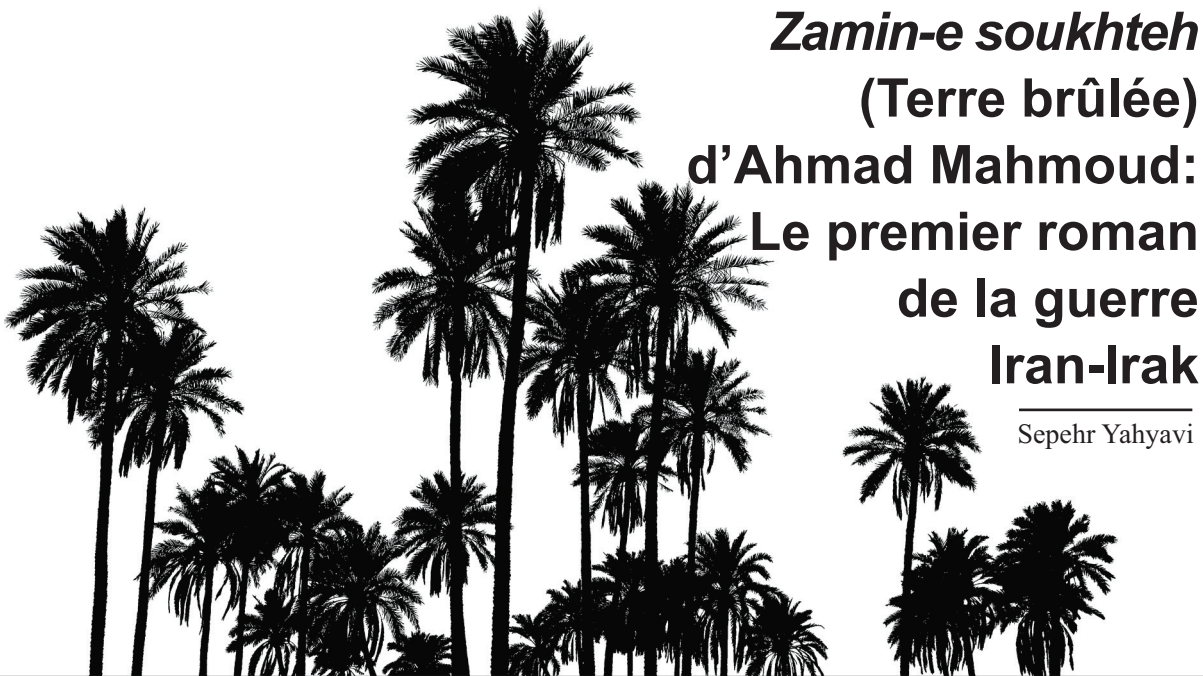 Zamin-e soukhteh
(Terre brûlée)
d’Ahmad Mahmoud:
Le premier roman
de la guerre
Iran-Irak
Sepehr Yahyavi